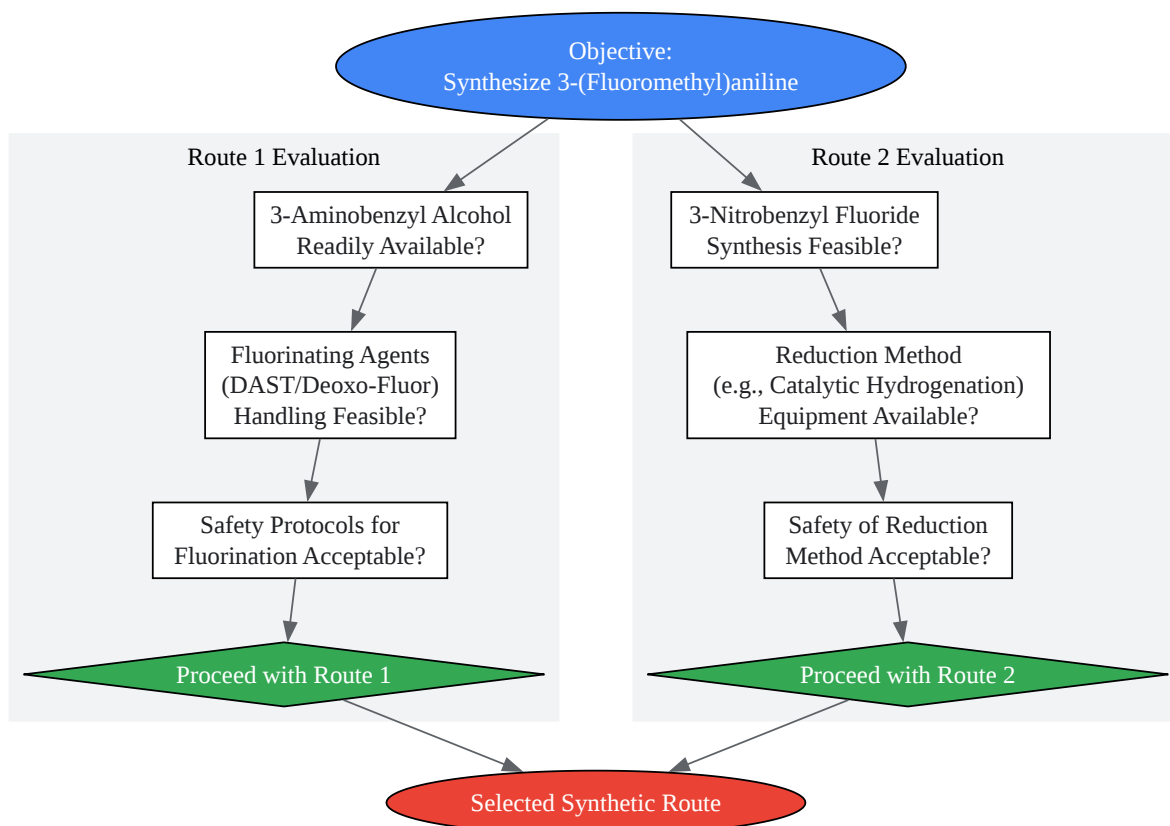 Objective:
Synthesize 3-(Fluoromethyl)aniline
Route 1 Evaluation
3-Aminobenzyl Alcohol
Readily Available?
Fluorinating Agents
(DAST/Deoxo-Fluor)
Handling Feasible?
Safety Protocols for
Fluorination Acceptable?
Proceed with Route 1
Route 2 Evaluation
3-Nitrobenzyl Fluoride
Synthesis Feasible?
Reduction Method
(e.g., Catalytic Hydrogenation)
Equipment Available?
Safety of Reduction
Method Acceptable?
Proceed with Route 2
Selected Synthetic Route